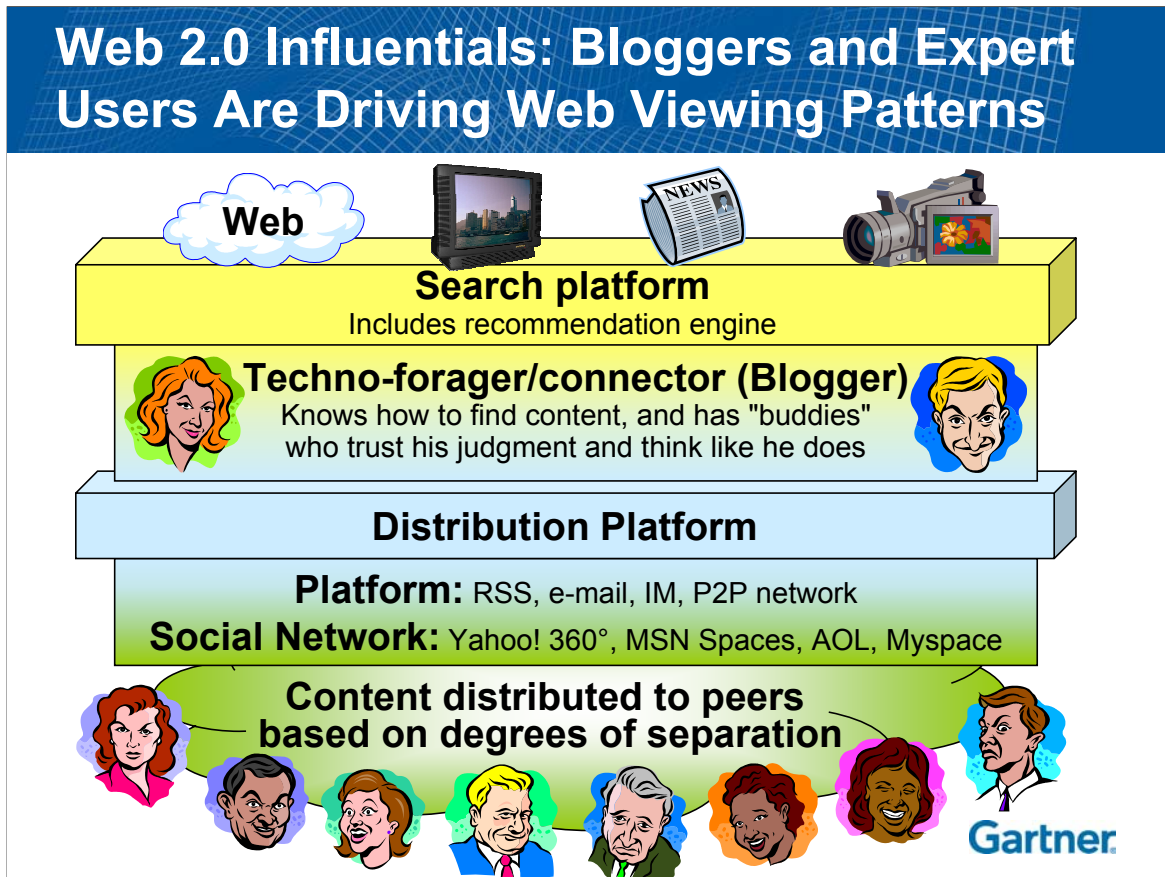 Web 2.0 Influentials: Bloggers and Expert
Users Are Driving Web Viewing Patterns
Web
NEWS
Search platform
Includes recommendation engine
Techno-forager/connector (Blogger)
Knows how to find content, and has "buddies"
who trust his judgment and think like he does
Distribution Platform
Platform: RSS, e-mail, IM, P2P network
Social Network: Yahoo! 360°, MSN Spaces, AOL, Myspace
Content distributed to peers
based on degrees of separation
Gartner.